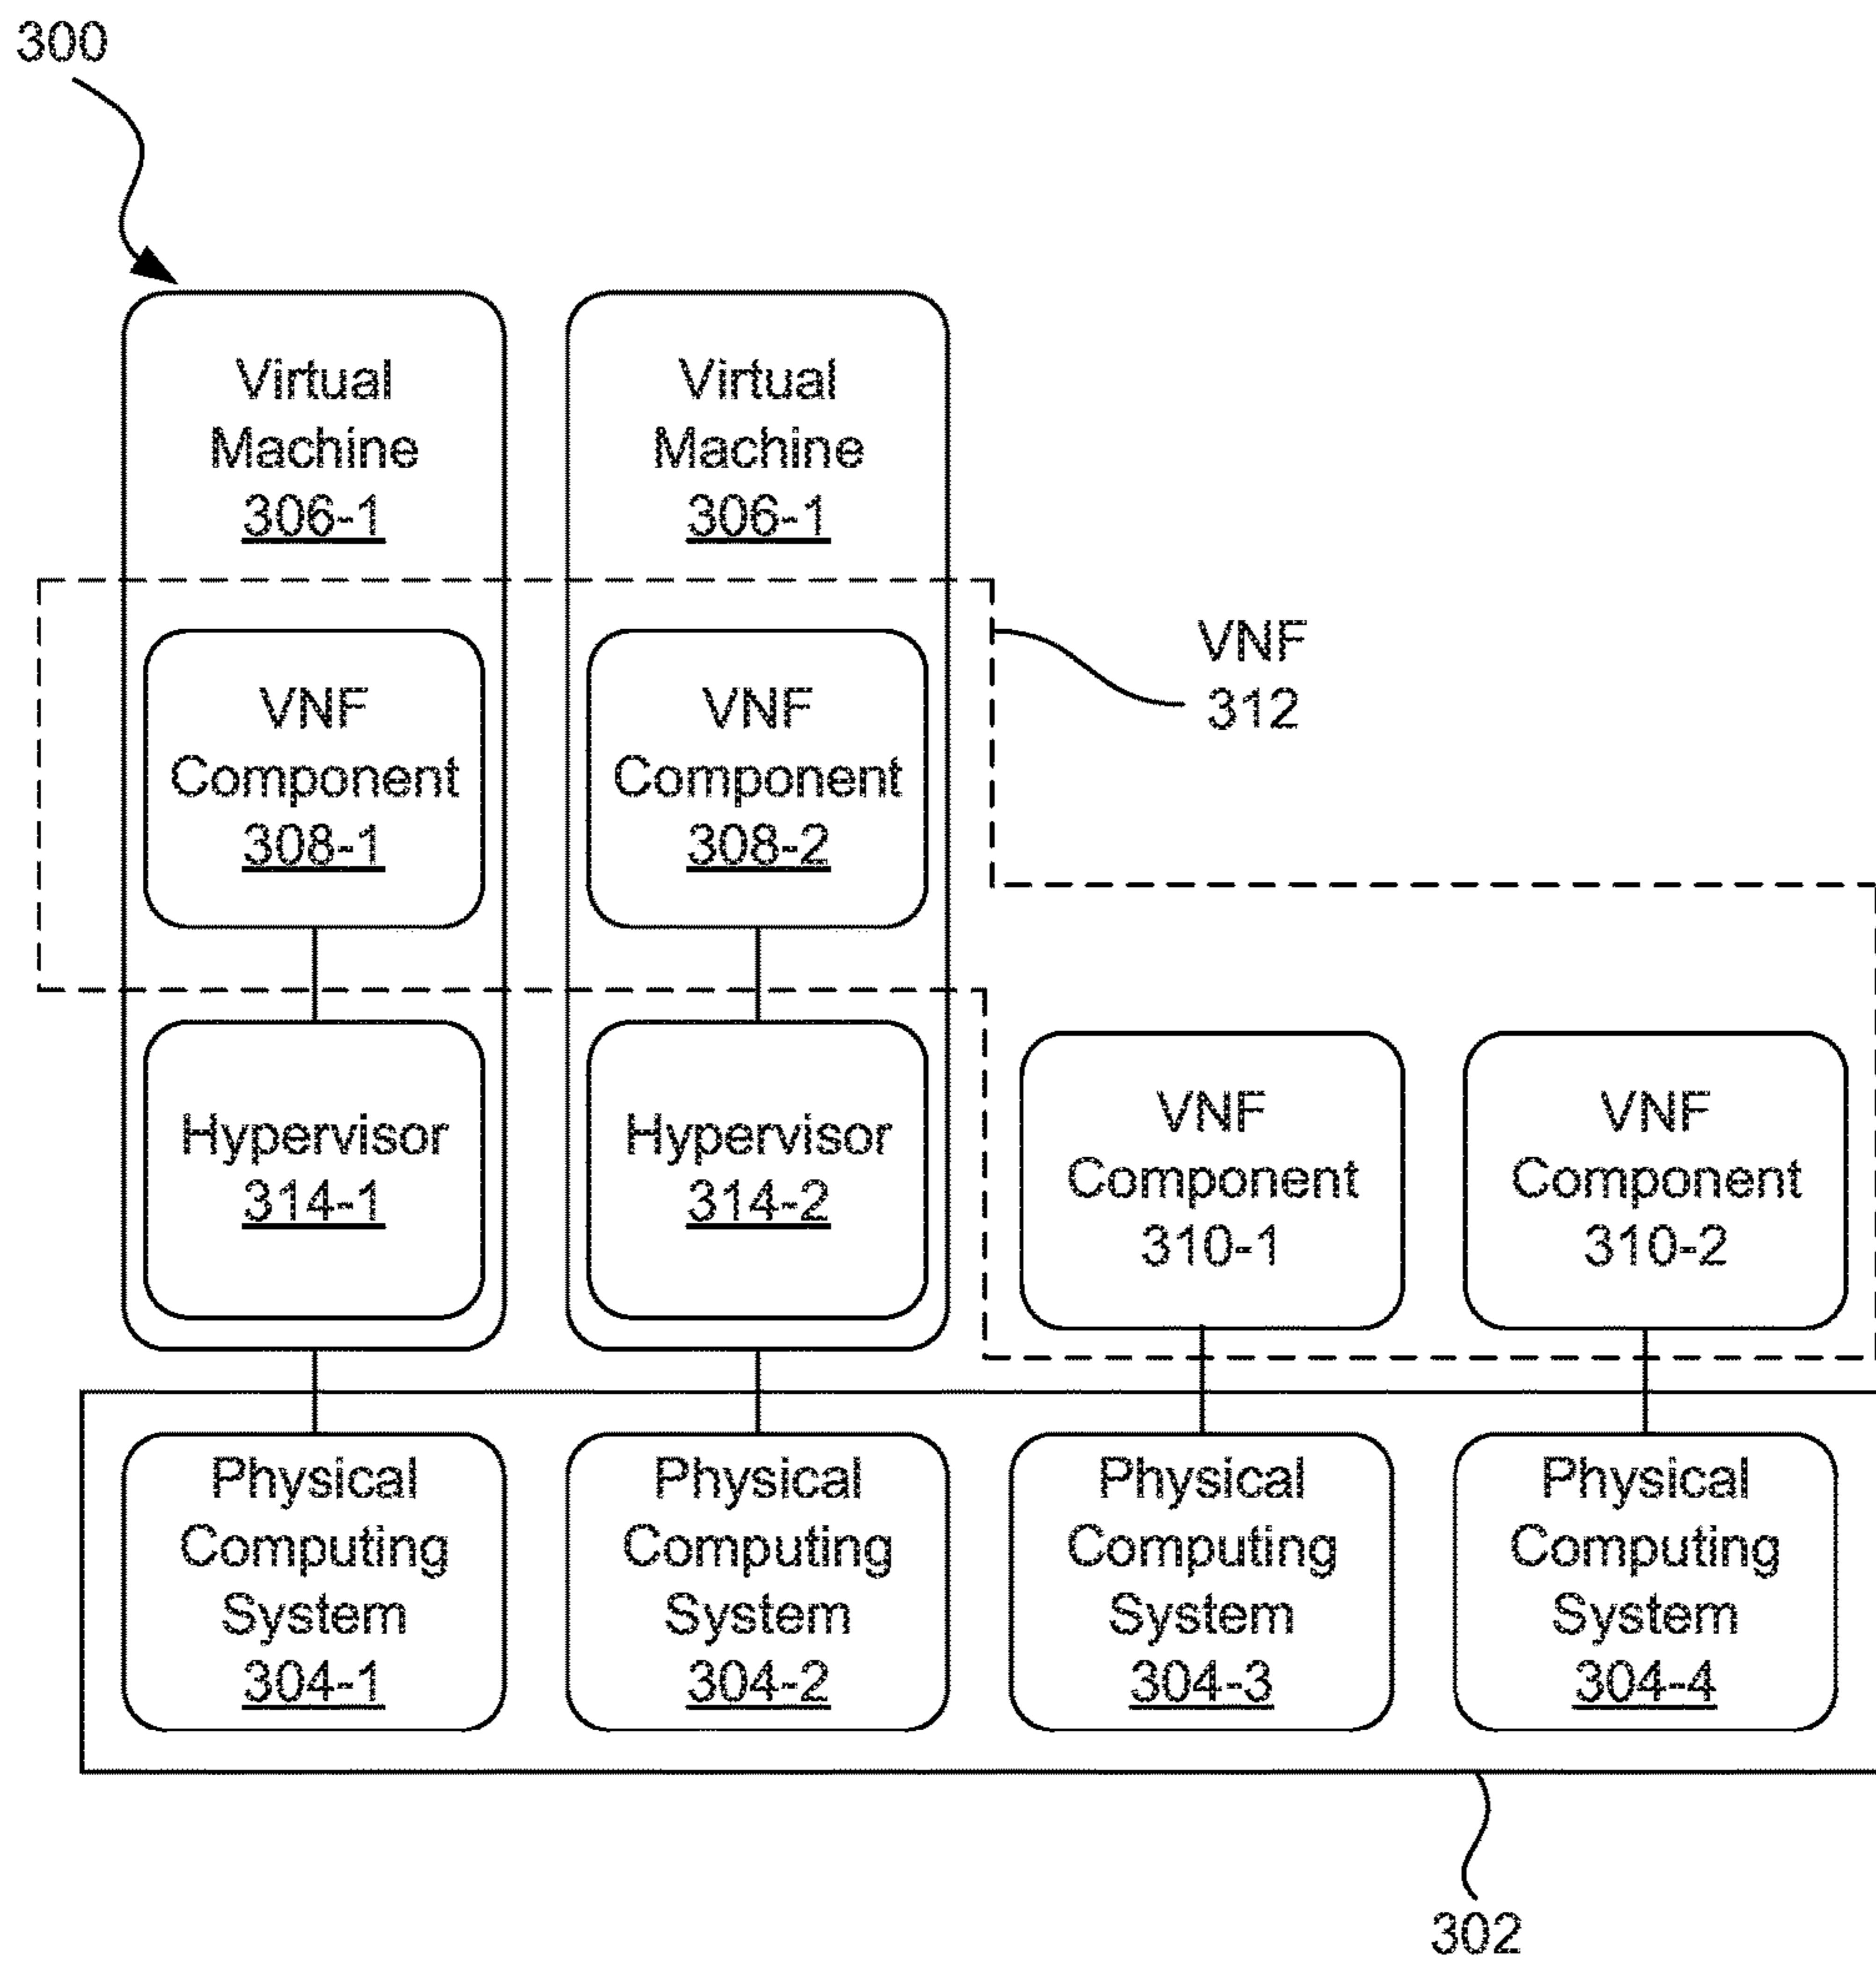 300
Virtual
Machine
306-1
Virtual
Machine
306-1
VNF
312
VNF
Component
308-1
VNF
Component
308-2
Hypervisor
314-1
Hypervisor
314-2
VNF
Component
310-1
VNF
Component
310-2
Physical
Computing
System
304-1
Physical
Computing
System
304-2
Physical
Computing
System
304-3
Physical
Computing
System
304-4
302